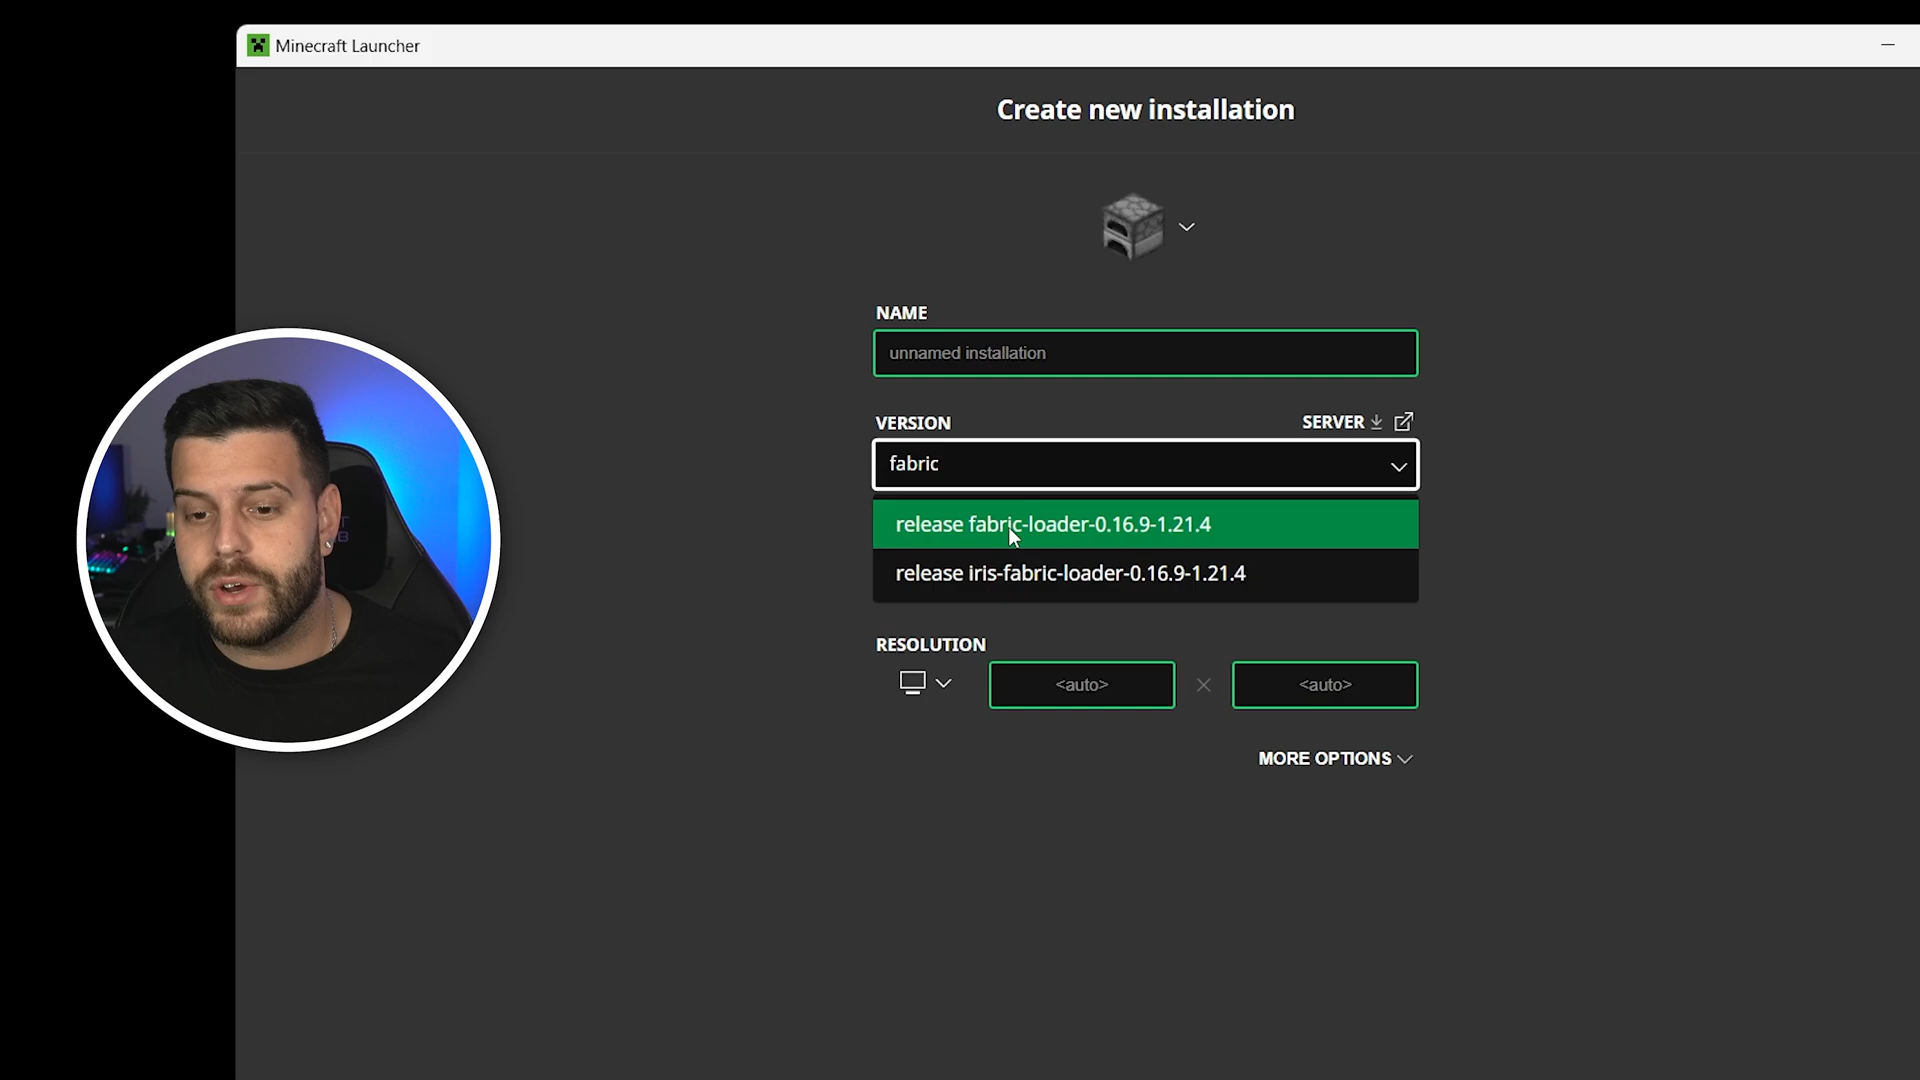 Minecraft Launcher
Create new installation
NAME
unnamed installation
VERSION
SERVER
fabric
release fabric-loader-0.16.9-1.21.4
release iris-fabric-loader-0.16.9-1.21.4
RESOLUTION
<auto>
<auto>
MORE OPTIONS